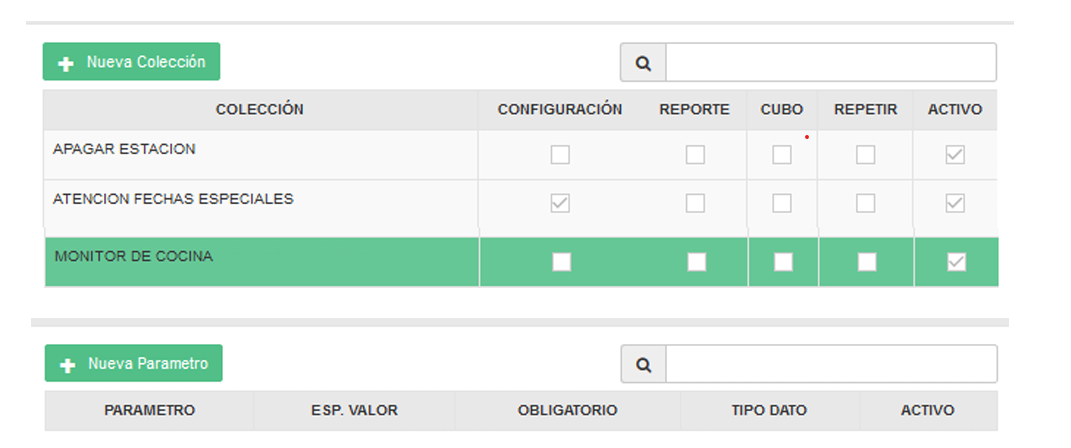 Nueva Colección
COLECCIÓN CONFIGURACIÓN REPORTE CUBO REPETIR ACTIVO
APAGAR ESTACION
ATENCION FECHAS ESPECIALES
MONITOR DE COCINA
Nueva Parametro
PARAMETRO ESP. VALOR OBLIGATORIO TIPO DATO ACTIVO